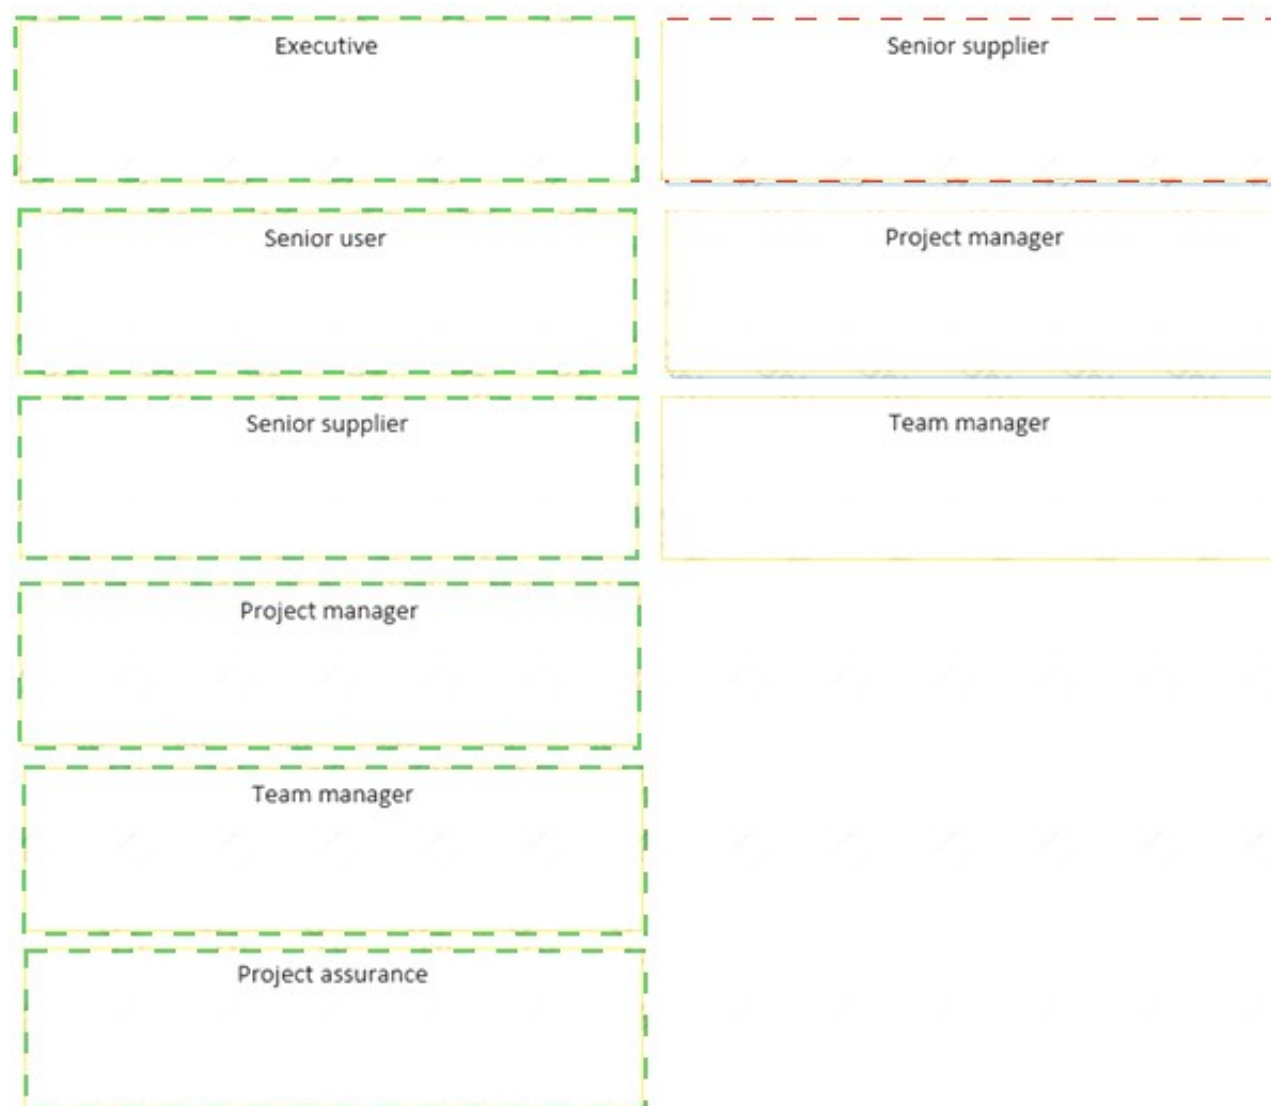 Executive
Senior supplier
Senior user
Project manager
Senior supplier
Team manager
Project manager
Team manager
Project assurance